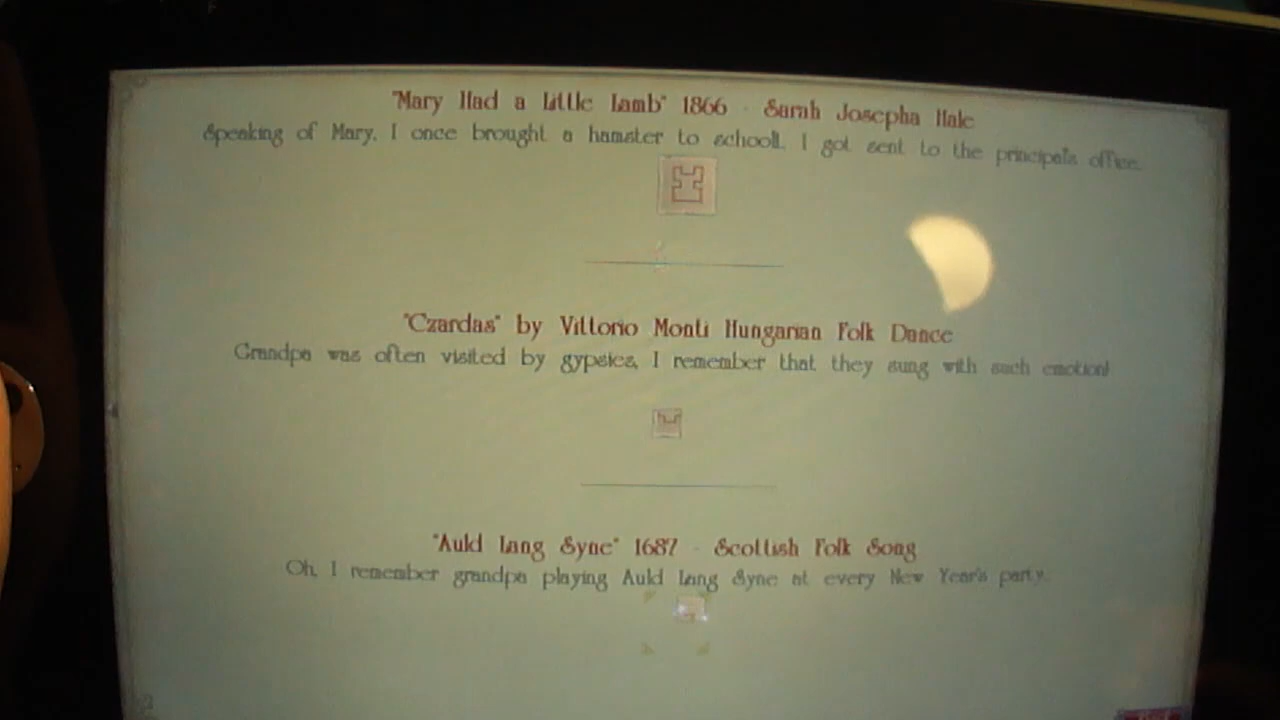 "Mary Had a Little Lamb" 1866 - Sarah Josepha Hale
Speaking of Mary, I once brought a hamster to schooll, I got sent to the principal's office.
"Czardas" by Vittorio Monti Hungarian Folk Dance
Grandpa was often visited by gypsies, I remember that they sung with such emotion!
"Auld Lang Syne" 1687 - Scottish Folk Song
Oh, I remember grandpa playing Auld Lang Syne at every New Year's party.